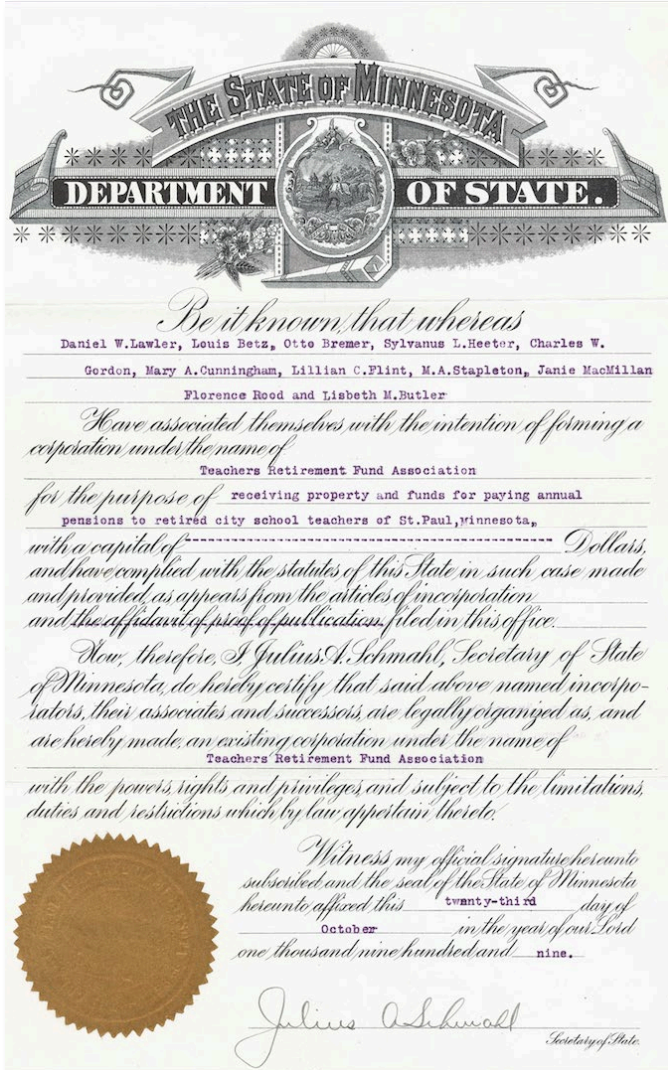 THE STATE OF MINNESOTA
DEPARTMENT OF STATE.
Be it known, that whereas
Daniel W.Lawler, Louis Betz, Otto Bremer, Sylvanus L.Heeter, Charles W.
Gordon, Mary A.Cunningham, Lillian C.Flint, M.A.Stapleton, Janie MacMillan
Florence Rood and Lisbeth M.Butler
Have associated themselves with the intention of forming a
corporation under the name of
Teachers Retirement Fund Association
for the purpose of receiving property and funds for paying annual
pensions to retired city school teachers of St.Paul,Minnesota,
with a capital of ---------------------------------------------- Dollars,
and have complied with the statutes of this State in such case made
and provided, as appears from the articles of incorporation
and the affidavit of proof of publication, filed in this office.
Now, therefore, I, Julius A. Schmahl, Secretary of State
of Minnesota, do hereby certify that said above named incorpo-
rators, their associates and successors, are legally organized as, and
are hereby made, an existing corporation under the name of
Teachers Retirement Fund Association
with the powers, rights and privileges, and subject to the limitations,
duties and restrictions which by law appertain thereto.
Witness my official signature hereunto
subscribed and the seal of the State of Minnesota
hereunto affixed this twenty-third day of
October in the year of our Lord
one thousand nine hundred and nine.
Julius A Schmahl
Secretary of State.